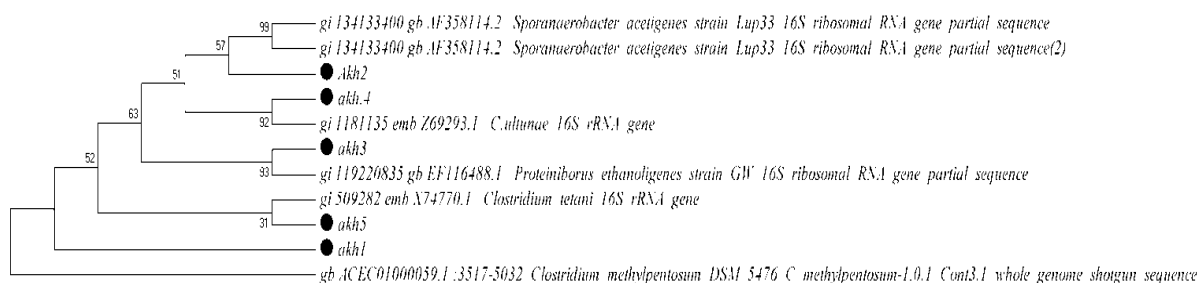 99 gi 134133400 gb AF358114.2 Sporanaerobacter acetigenes strain Lup33 16S ribosomal RNA gene partial sequence
57 gi 134133400 gb AF358114.2 Sporanaerobacter acetigenes strain Lup33 16S ribosomal RNA gene partial sequence(2)
51 Akh2
akh.4
63 92 gi 1181135 emb Z69293.1 C.ultunae 16S rRNA gene
akh3
52 93 gi 119220835 gb EF116488.1 Proteiniborus ethanoligenes strain GW 16S ribosomal RNA gene partial sequence
gi 509282 emb X74770.1 Clostridium tetani 16S rRNA gene
31 akh5
akh1
gb ACEC01000059.1 :3517-5032 Clostridium methylpentosum DSM 5476 C methylpentosum-1.0.1 Cont3.1 whole genome shotgun sequence